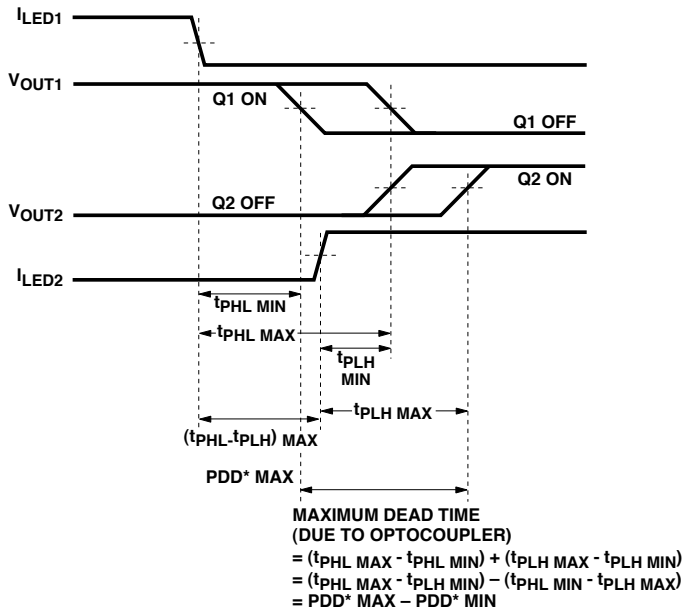 ILED1
VOUT1
Q1 ON
Q1 OFF
Q2 ON
Q2 OFF
VOUT2
ILED2
tPHL MIN
tPHL MAX
tPLH
MIN
tPLH MAX
(tPHL-tPLH) MAX
PDD* MAX
MAXIMUM DEAD TIME
(DUE TO OPTOCOUPLER)
= (tPHL MAX - tPHL MIN) + (tPLH MAX - tPLH MIN)
= (tPHL MAX - tPLH MIN) – (tPHL MIN - tPLH MAX)
= PDD* MAX – PDD* MIN